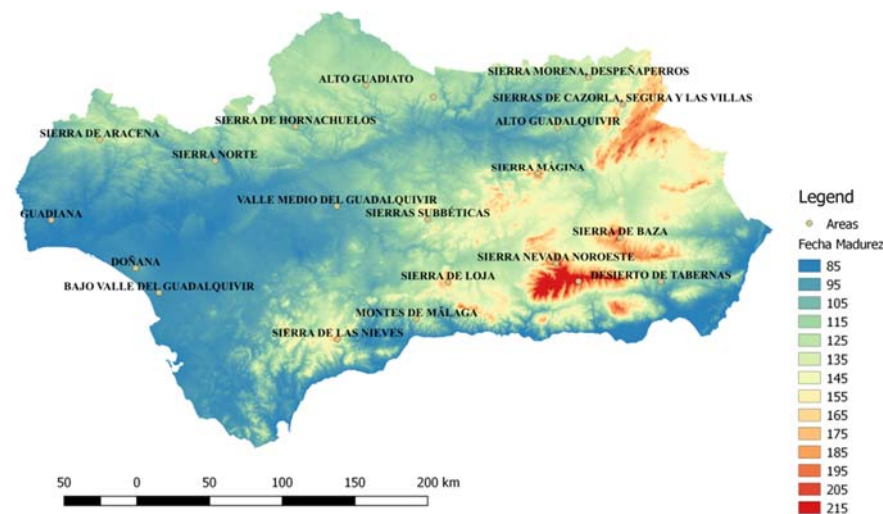 SIERRA MORENA, DESPEÑAPERROS
ALTO GUADIATO
SIERRAS DE CAZORLA, SEGURA Y LAS VILLAS
SIERRA DE HORNACHUELOS
ALTO GUADALQUIVIR
SIERRA DE ARACENA
SIERRA NORTE
SIERRA MÁGINA
VALLE MEDIO DEL GUADALQUIVIR
GUADIANA
SIERRAS SUBBÉTICAS
SIERRA DE BAZA
SIERRA NEVADA NOROESTE
DOÑANA
SIERRA DE LOJA
DESIERTO DE TABERNAS
BAJO VALLE DEL GUADALQUIVIR
MONTES DE MÁLAGA
SIERRA DE LAS NIEVES
Legend
Areas
Fecha Madurez
85
95
105
115
125
135
145
155
165
175
185
195
205
215
50 0 50 100 150 200 km